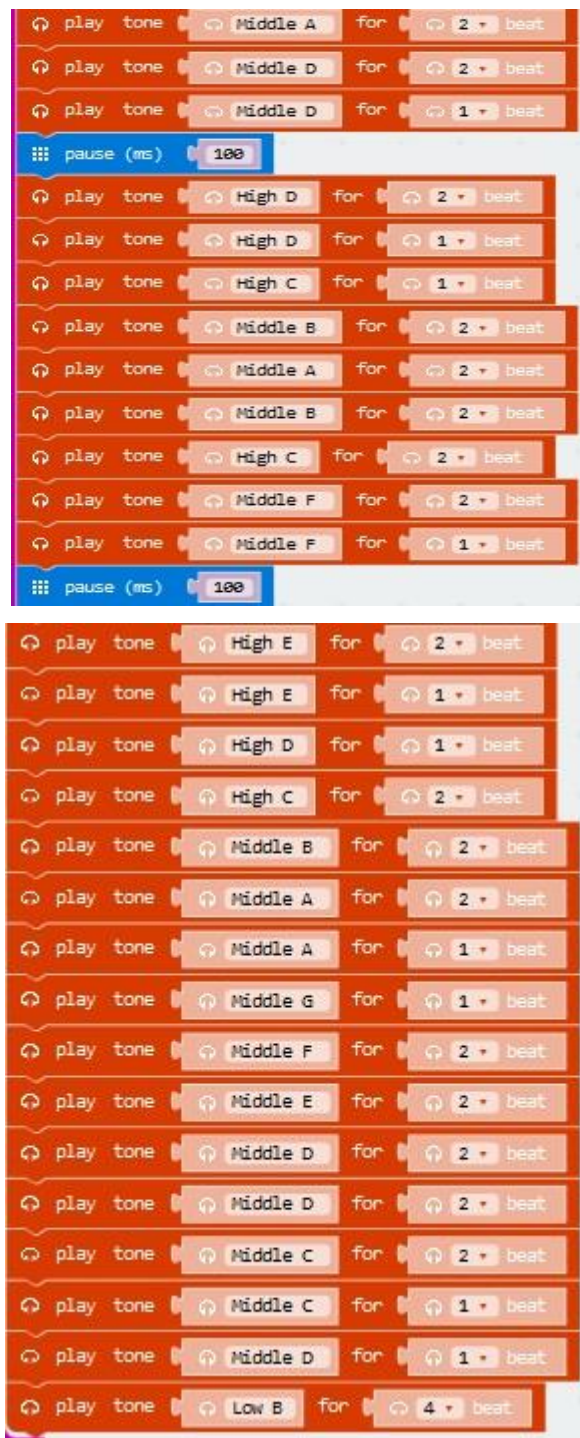 play tone Middle A for 2 beat
play tone Middle D for 2 beat
play tone Middle D for 1 beat
pause (ms) 100
play tone High D for 2 beat
play tone High D for 1 beat
play tone High C for 1 beat
play tone Middle B for 2 beat
play tone Middle A for 2 beat
play tone Middle B for 2 beat
play tone High C for 2 beat
play tone Middle F for 2 beat
play tone Middle F for 1 beat
pause (ms) 100
play tone High E for 2 beat
play tone High E for 1 beat
play tone High D for 1 beat
play tone High C for 2 beat
play tone Middle B for 2 beat
play tone Middle A for 2 beat
play tone Middle A for 1 beat
play tone Middle G for 1 beat
play tone Middle F for 2 beat
play tone Middle E for 2 beat
play tone Middle D for 2 beat
play tone Middle D for 2 beat
play tone Middle C for 2 beat
play tone Middle C for 1 beat
play tone Middle D for 1 beat
play tone Low B for 4 beat